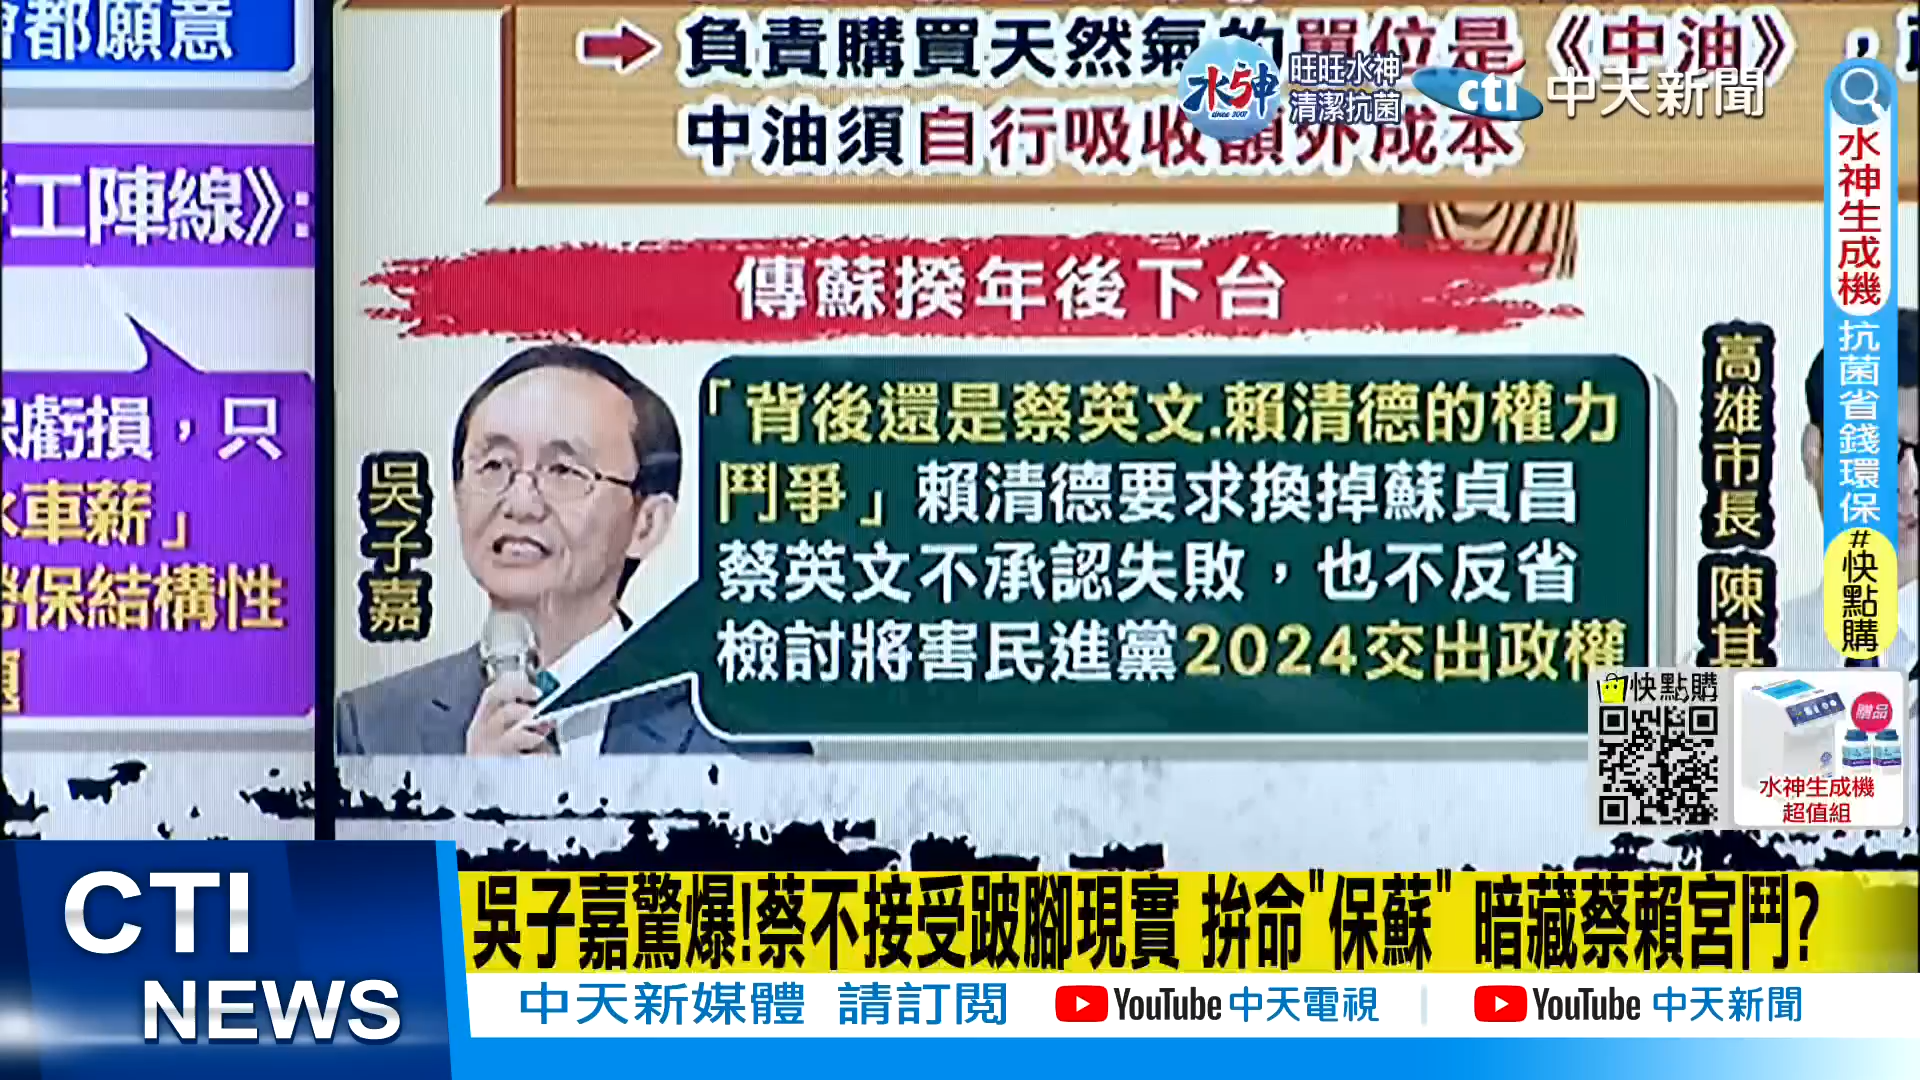 會都願意
負責購買天然氣的單位是《中油》，
中油須自行吸收額外成本
水神
since 2007
旺旺水神
清潔抗菌
cti 中天新聞
水神生成機
抗菌省錢環保
#快點購
工陣線》:
保虧損，只
水車薪」
勞保結構性
題
傳蘇揆年後下台
吳子嘉
「背後還是蔡英文.賴清德的權力
鬥爭」賴清德要求換掉蘇貞昌
蔡英文不承認失敗，也不反省
檢討將害民進黨2024交出政權
高雄市長 陳其
快點購
贈品
水神生成機
超值組
CTI
NEWS
吳子嘉驚爆!蔡不接受跛腳現實 拚命"保蘇" 暗藏蔡賴宮鬥?
中天新媒體 請訂閱 YouTube 中天電視 | YouTube 中天新聞